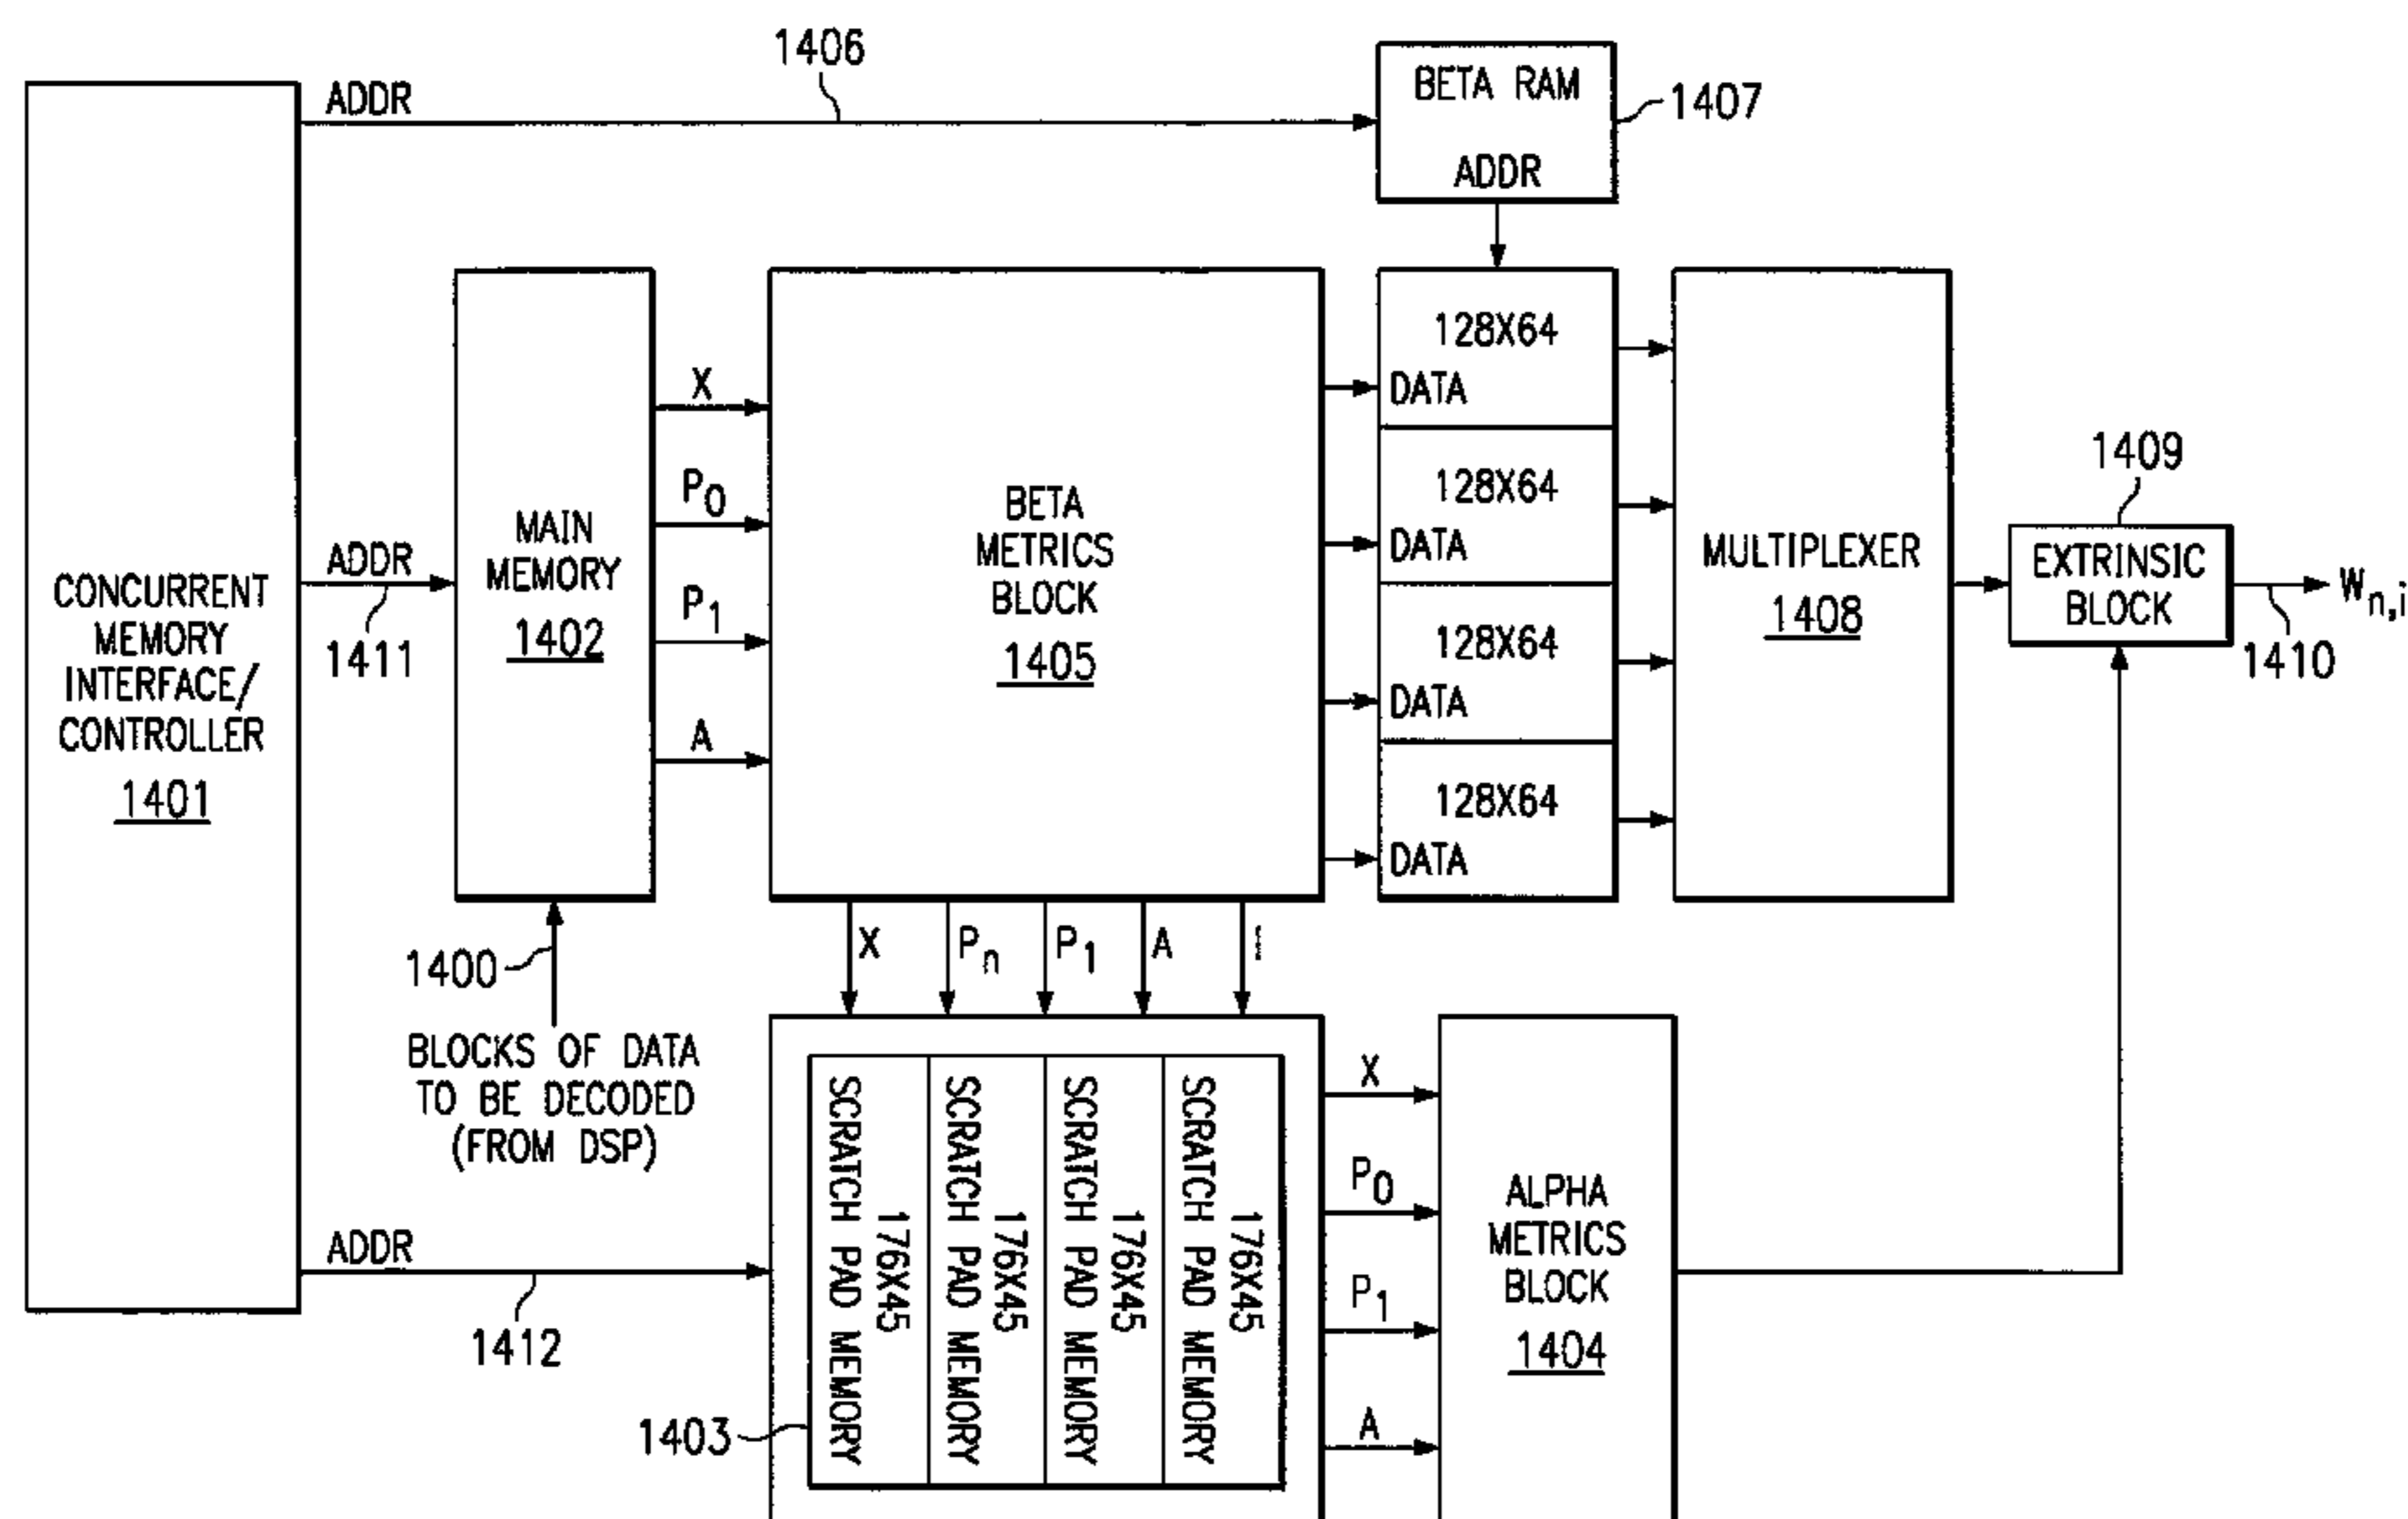 1406
ADDR
BETA RAM
ADDR
1407
CONCURRENT
MEMORY
INTERFACE/
CONTROLLER
1401
ADDR
1411
MAIN
MEMORY
1402
X
P0
P1
A
BETA
METRICS
BLOCK
1405
128X64
DATA
128X64
DATA
128X64
DATA
128X64
DATA
MULTIPLEXER
1408
1409
EXTRINSIC
BLOCK
1410
Wn,i
1400
BLOCKS OF DATA
TO BE DECODED
(FROM DSP)
X
Pn
P1
A
ADDR
1412
1403
SCRATCH PAD MEMORY
176X45
SCRATCH PAD MEMORY
176X45
SCRATCH PAD MEMORY
176X45
SCRATCH PAD MEMORY
176X45
X
P0
P1
A
ALPHA
METRICS
BLOCK
1404